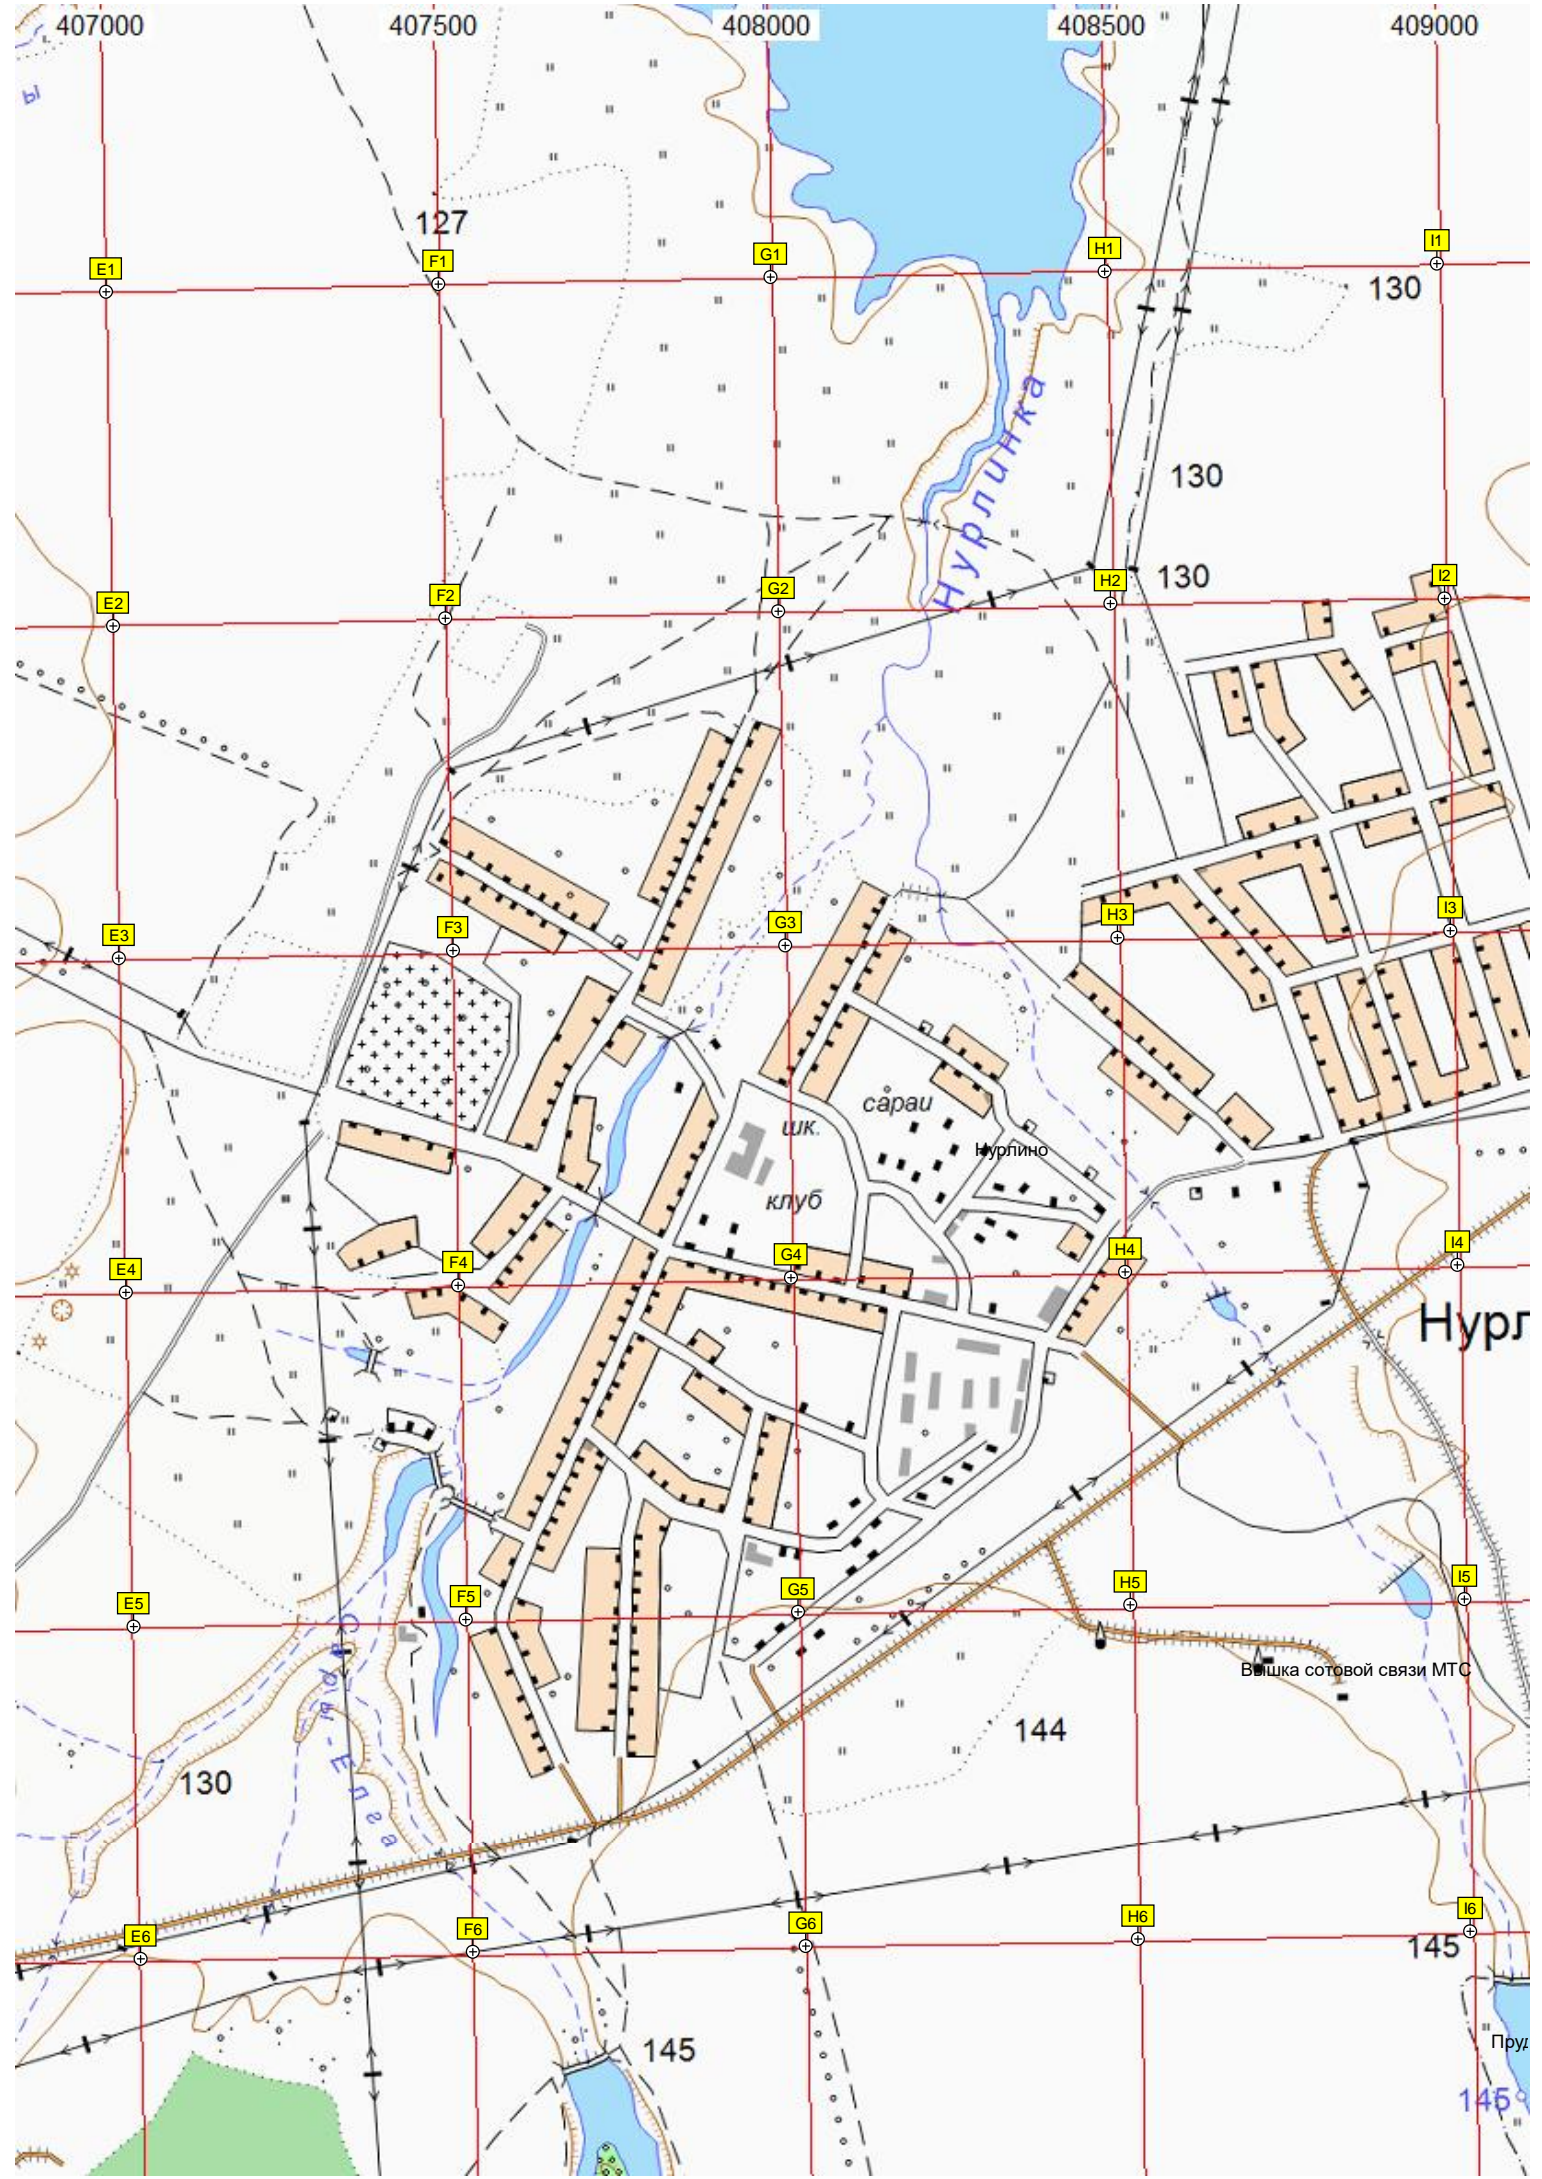 407000 407500 408000 408500 409000
ы
127
E1 F1 G1 H1 I1
130
Нурлинка
130
130
E2 F2 G2 H2 I2
E3 F3 G3 H3 I3
сараи
шк.
Нурлино
клуб
E4 F4 G4 H4 I4
Нурл
E5 F5 G5 H5 I5
Сары-Елга
Вышка сотовой связи МТС
144
130
E6 F6 G6 H6 I6
145
145
Пруд
145